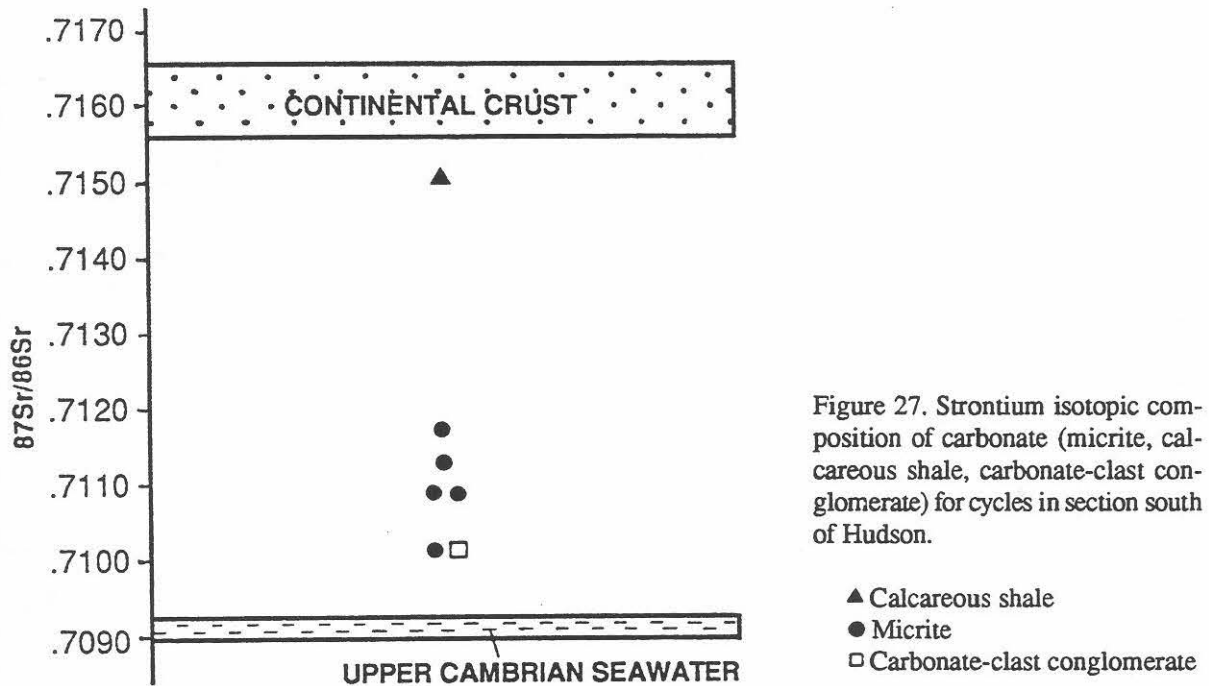 .7170
.7160
.7150
.7140
.7130
.7120
.7110
.7100
.7090
87Sr/86Sr
CONTINENTAL CRUST
UPPER CAMBRIAN SEAWATER
Figure 27. Strontium isotopic com-
position of carbonate (micrite, cal-
careous shale, carbonate-clast con-
glomerate) for cycles in section south
of Hudson.
▲ Calcareous shale
● Micrite
□ Carbonate-clast conglomerate